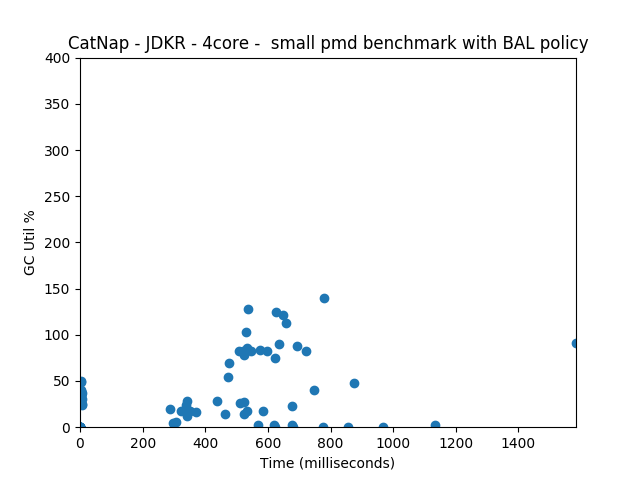 CatNap - JDKR - 4core -  small pmd benchmark with BAL policy
400
350
300
250
200
150
100
50
0
GC Util %
0 200 400 600 800 1000 1200 1400
Time (milliseconds)